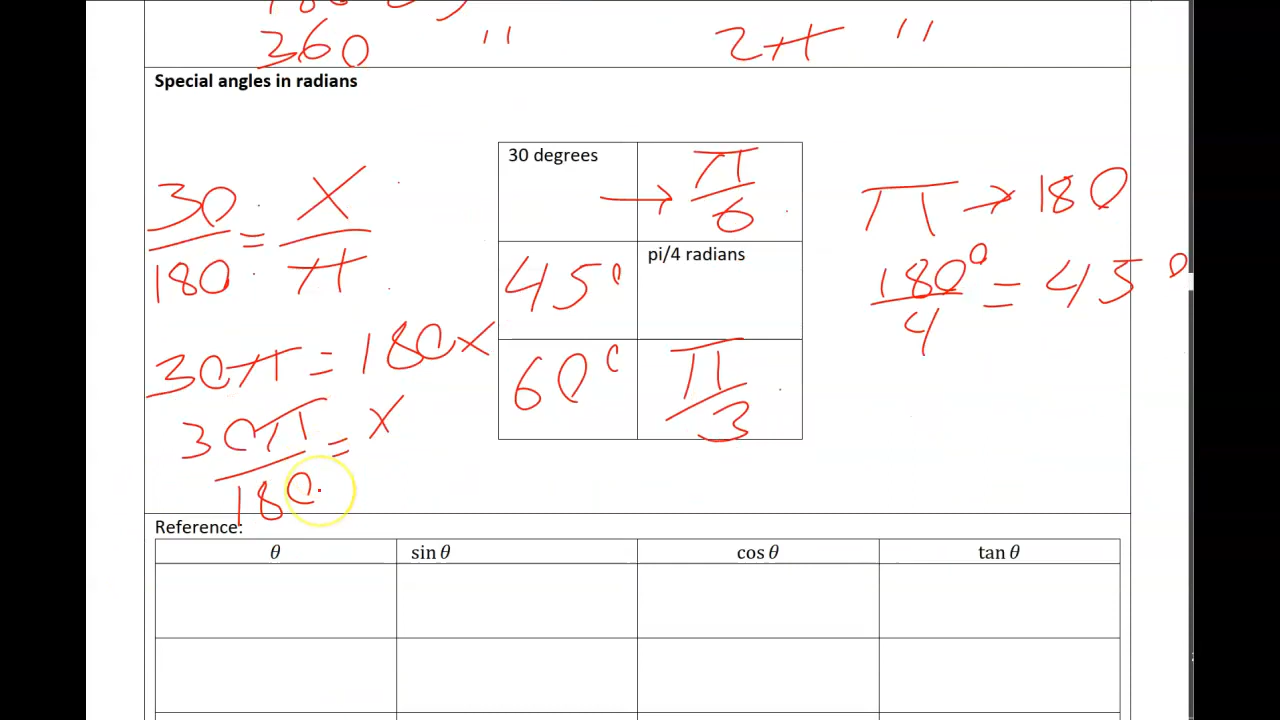 360 " 2π "
Special angles in radians
30 degrees
→ π/6
30/180 = x/π
π → 180
45°
pi/4 radians
180°/4 = 45°
30π = 180x
60°
π/3
30π/180 = x
Reference:
θ sin θ cos θ tan θ